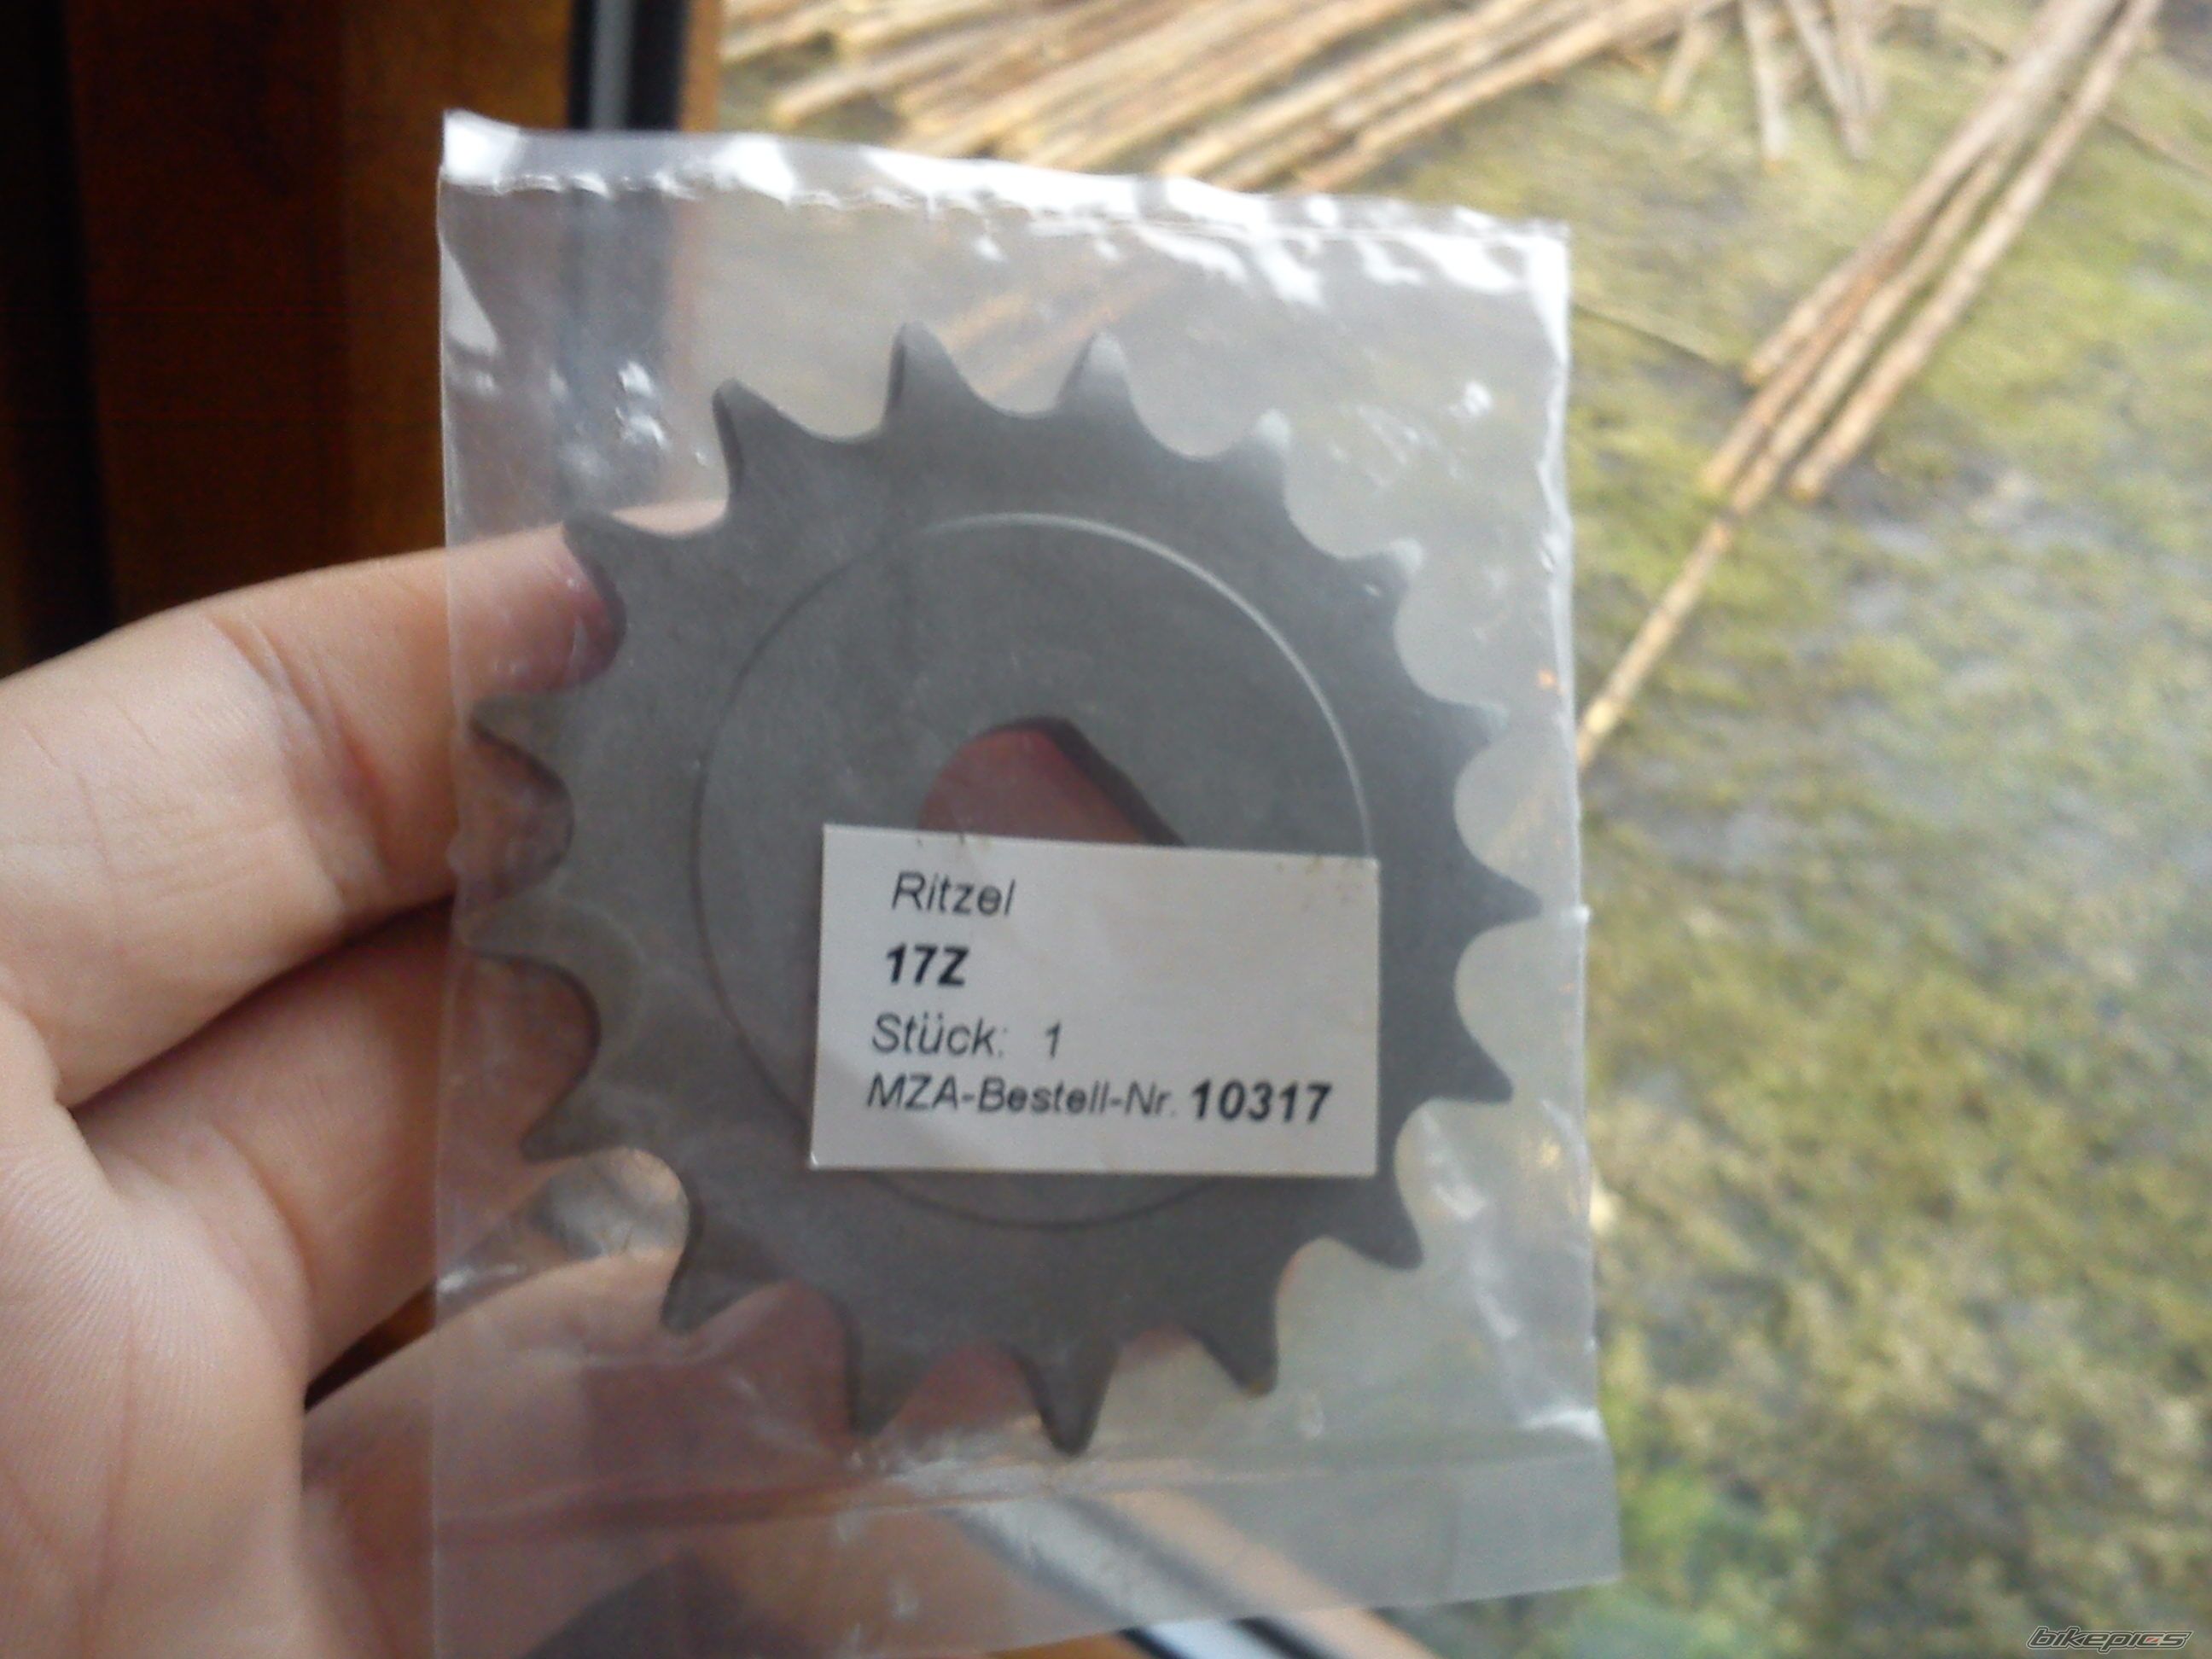 Ritzel
17Z
Stück: 1
MZA-Bestell-Nr. 10317
bikepics